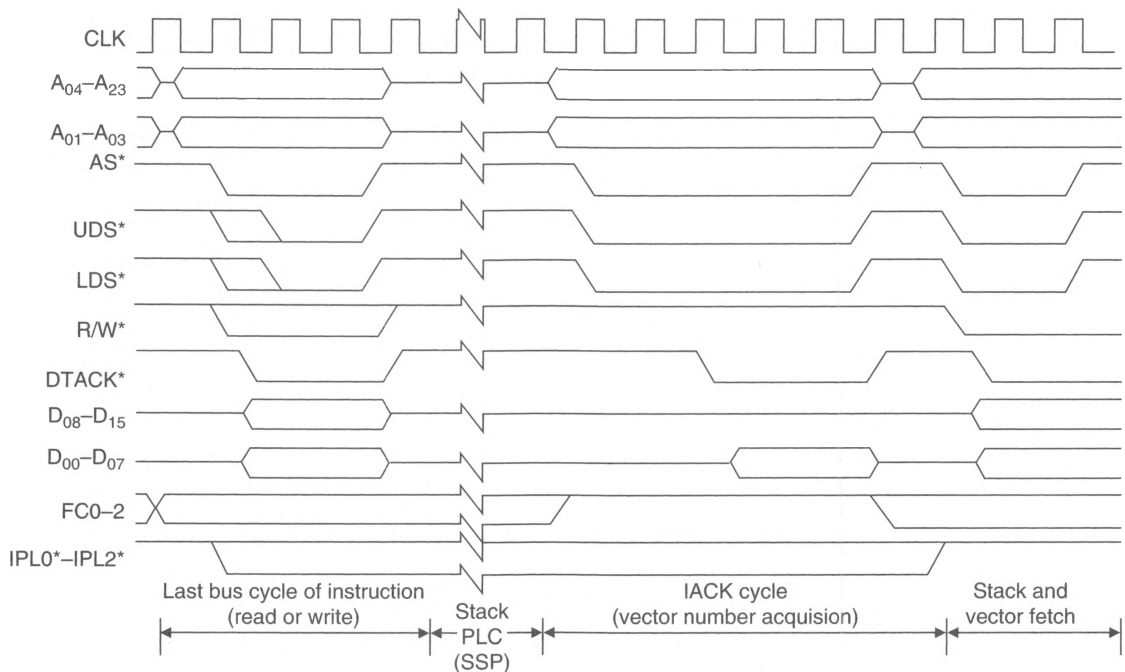 CLK
A04–A23
A01–A03
AS*
UDS*
LDS*
R/W*
DTACK*
D08–D15
D00–D07
FC0–2
IPL0*–IPL2*
Last bus cycle of instruction
(read or write)
Stack
PLC
(SSP)
IACK cycle
(vector number acquision)
Stack and
vector fetch